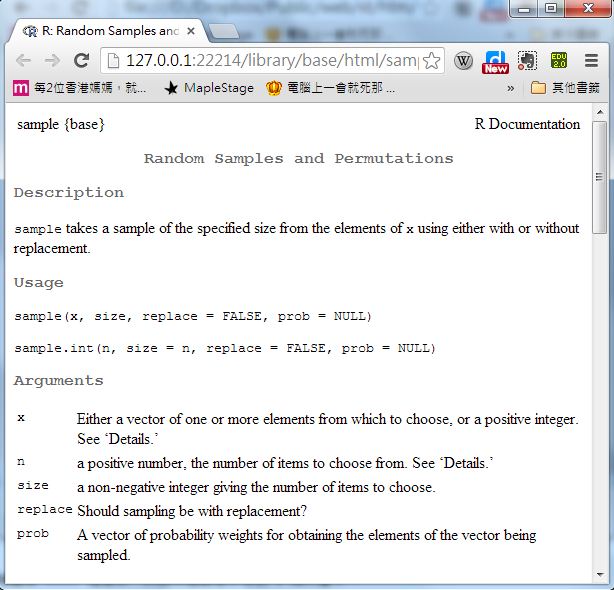 R: Random Samples and
127.0.0.1:22214/library/base/html/sam
W
New
EDU
2.0
m 每2位香港媽媽，就...
MapleStage
電腦上一會就死那 ...
»
其他書籤
sample {base}
R Documentation
Random Samples and Permutations
Description
sample takes a sample of the specified size from the elements of x using either with or without
replacement.
Usage
sample(x, size, replace = FALSE, prob = NULL)
sample.int(n, size = n, replace = FALSE, prob = NULL)
Arguments
x Either a vector of one or more elements from which to choose, or a positive integer.
See ‘Details.’
n a positive number, the number of items to choose from. See ‘Details.’
size a non-negative integer giving the number of items to choose.
replace Should sampling be with replacement?
prob A vector of probability weights for obtaining the elements of the vector being
sampled.